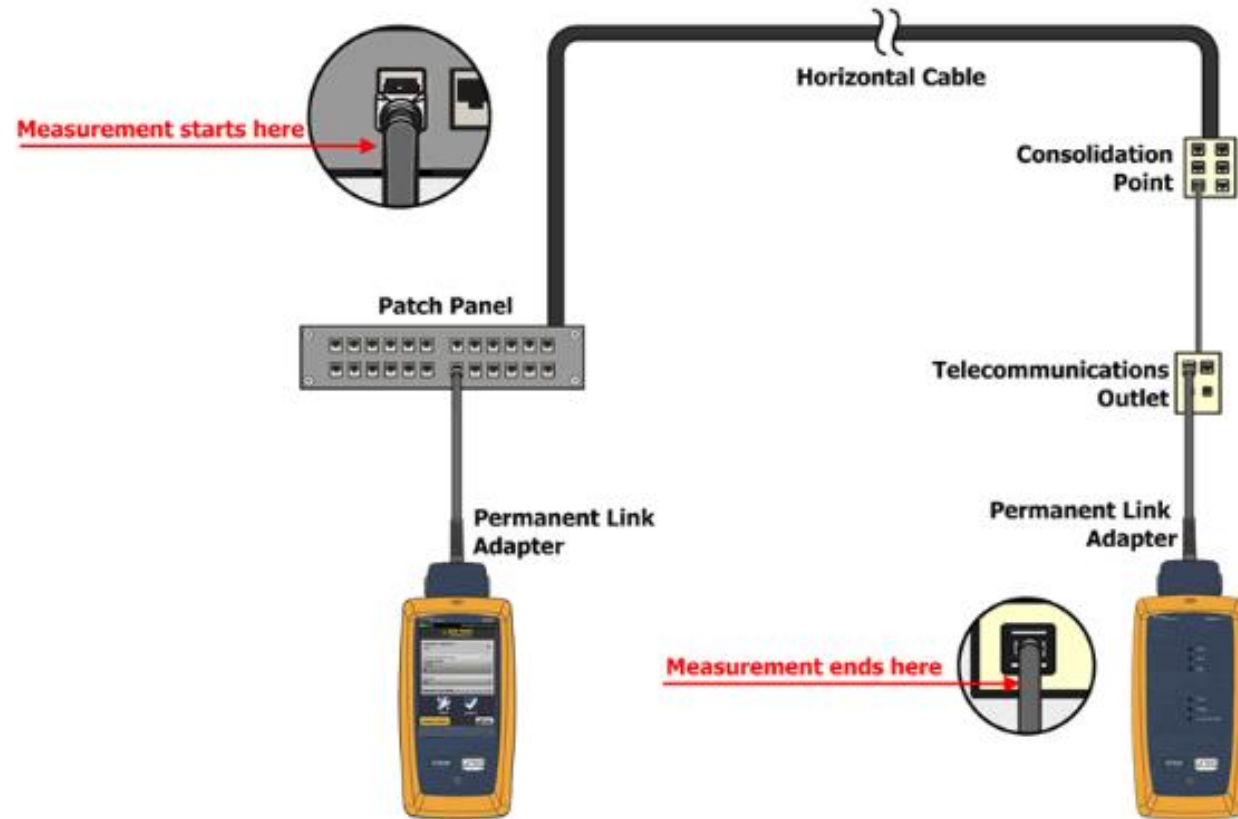 Horizontal Cable
Measurement starts here
Consolidation
Point
Patch Panel
Telecommunications
Outlet
Permanent Link
Adapter
Permanent Link
Adapter
Measurement ends here